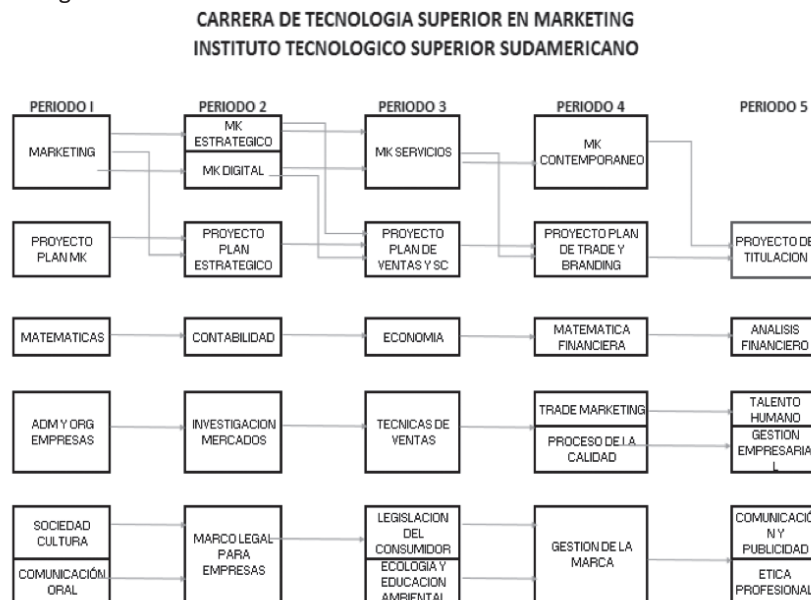 CARRERA DE TECNOLOGIA SUPERIOR EN MARKETING
INSTITUTO TECNOLOGICO SUPERIOR SUDAMERICANO
PERIODO I
PERIODO 2
PERIODO 3
PERIODO 4
PERIODO 5
MARKETING
MK
ESTRATEGICO
MK DIGITAL
MK SERVICIOS
MK
CONTEMPORANEO
PROYECTO
PLAN MK
PROYECTO
PLAN
ESTRATEGICO
PROYECTO
PLAN DE
VENTAS Y SC
PROYECTO PLAN
DE TRADE Y
BRANDING
PROYECTO DE
TITULACION
MATEMATICAS
CONTABILIDAD
ECONOMIA
MATEMATICA
FINANCIERA
ANALISIS
FINANCIERO
ADM Y ORG
EMPRESAS
INVESTIGACION
MERCADOS
TECNICAS DE
VENTAS
TRADE MARKETING
PROCESO DE LA
CALIDAD
TALENTO
HUMANO
GESTION
EMPRESARIA
L
SOCIEDAD
CULTURA
COMUNICACIÓN
ORAL
MARCO LEGAL
PARA
EMPRESAS
LEGISLACION
DEL
CONSUMIDOR
ECOLOGIA Y
EDUCACION
AMBIENTAL
GESTION DE LA
MARCA
COMUNICACIÓ
N Y
PUBLICIDAD
ETICA
PROFESIONAL